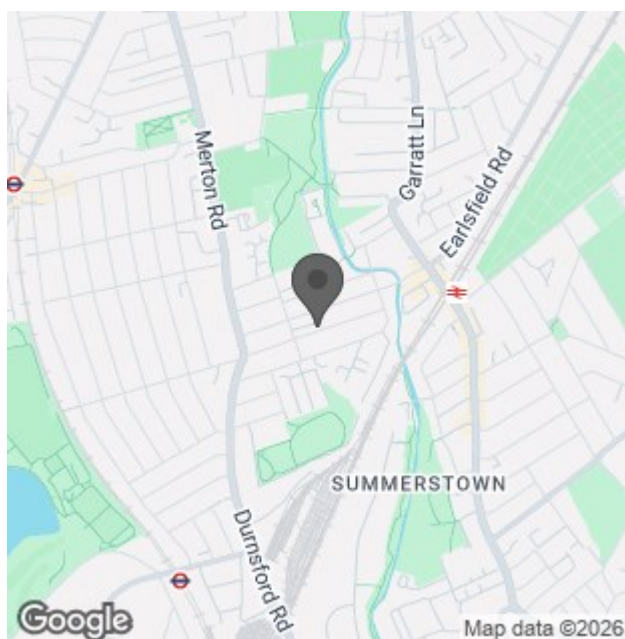 Garratt Ln
Merton Rd
Earlsfield Rd
SUMMERSTOWN
Durnsford Rd
Google
Map data ©2026